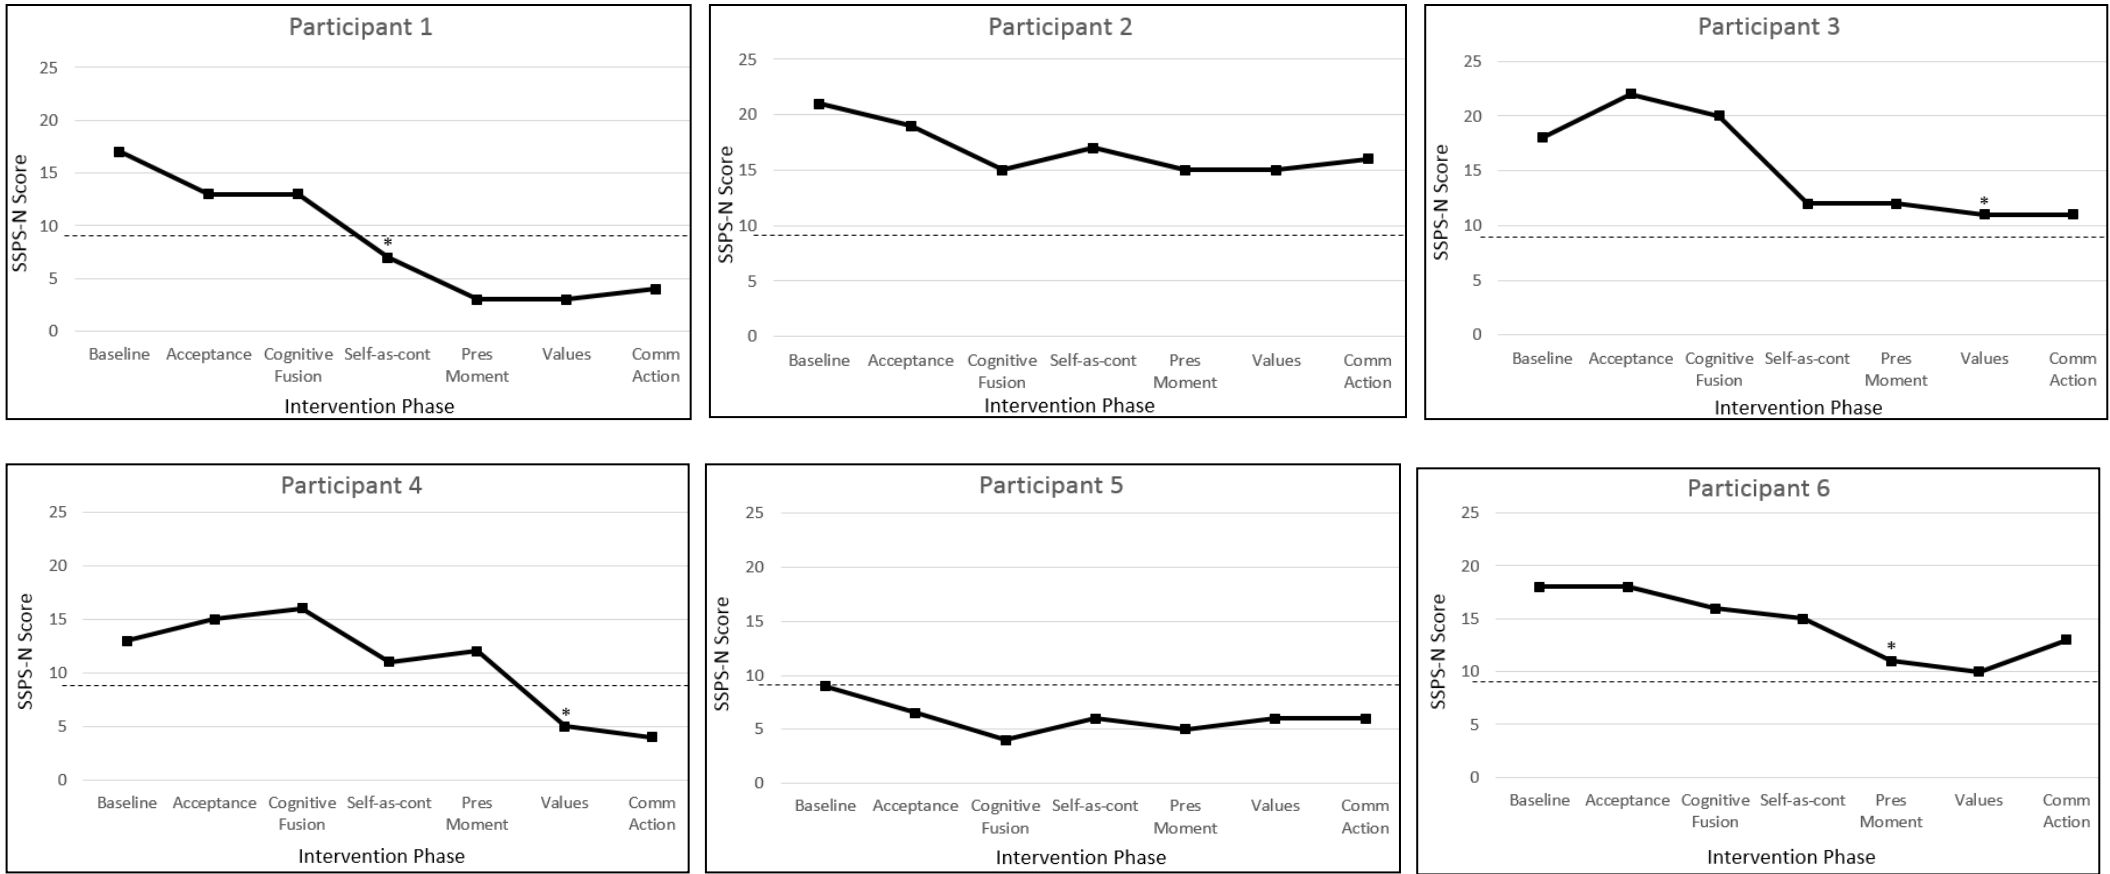 Participant 1
25
20
15
10
5
0
SSPS-N Score
*
Baseline Acceptance Cognitive Self-as-cont Pres Values Comm
Fusion Moment Action
Intervention Phase
Participant 2
25
20
15
10
5
0
SSPS-N Score
Baseline Acceptance Cognitive Self-as-cont Pres Values Comm
Fusion Moment Action
Intervention Phase
Participant 3
25
20
15
10
5
0
SSPS-N Score
*
Baseline Acceptance Cognitive Self-as-cont Pres Values Comm
Fusion Moment Action
Intervention Phase
Participant 4
25
20
15
10
5
0
SSPS-N Score
*
Baseline Acceptance Cognitive Self-as-cont Pres Values Comm
Fusion Moment Action
Intervention Phase
Participant 5
25
20
15
10
5
0
SSPS-N Score
Baseline Acceptance Cognitive Self-as-cont Pres Values Comm
Fusion Moment Action
Intervention Phase
Participant 6
25
20
15
10
5
0
SSPS-N Score
*
Baseline Acceptance Cognitive Self-as-cont Pres Values Comm
Fusion Moment Action
Intervention Phase